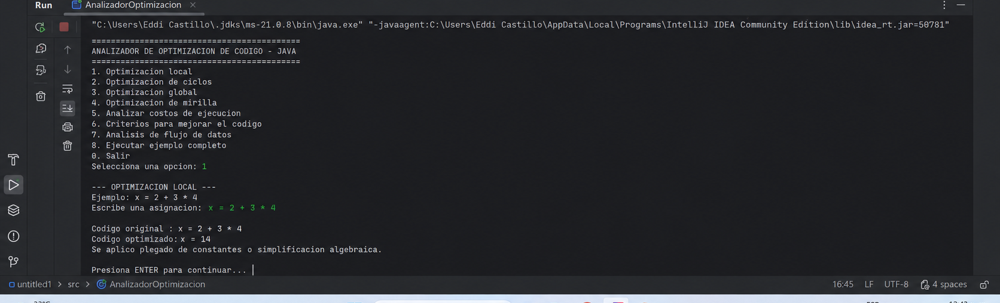 Run AnalizadorOptimizacion
"C:\Users\Eddi Castillo\.jdks\ms-21.0.8\bin\java.exe" "-javaagent:C:\Users\Eddi Castillo\AppData\Local\Programs\IntelliJ IDEA Community Edition\lib\idea_rt.jar=50781"
===========================================
ANALIZADOR DE OPTIMIZACION DE CODIGO - JAVA
===========================================
1. Optimizacion local
2. Optimizacion de ciclos
3. Optimizacion global
4. Optimizacion de mirilla
5. Analizar costos de ejecucion
6. Criterios para mejorar el codigo
7. Analisis de flujo de datos
8. Ejecutar ejemplo completo
0. Salir
Selecciona una opcion: 1
--- OPTIMIZACION LOCAL ---
Ejemplo: x = 2 + 3 * 4
Escribe una asignacion: x = 2 + 3 * 4
Codigo original : x = 2 + 3 * 4
Codigo optimizado: x = 14
Se aplico plegado de constantes o simplificacion algebraica.
Presiona ENTER para continuar...
untitled1 > src > AnalizadorOptimizacion 16:45 LF UTF-8 4 spaces